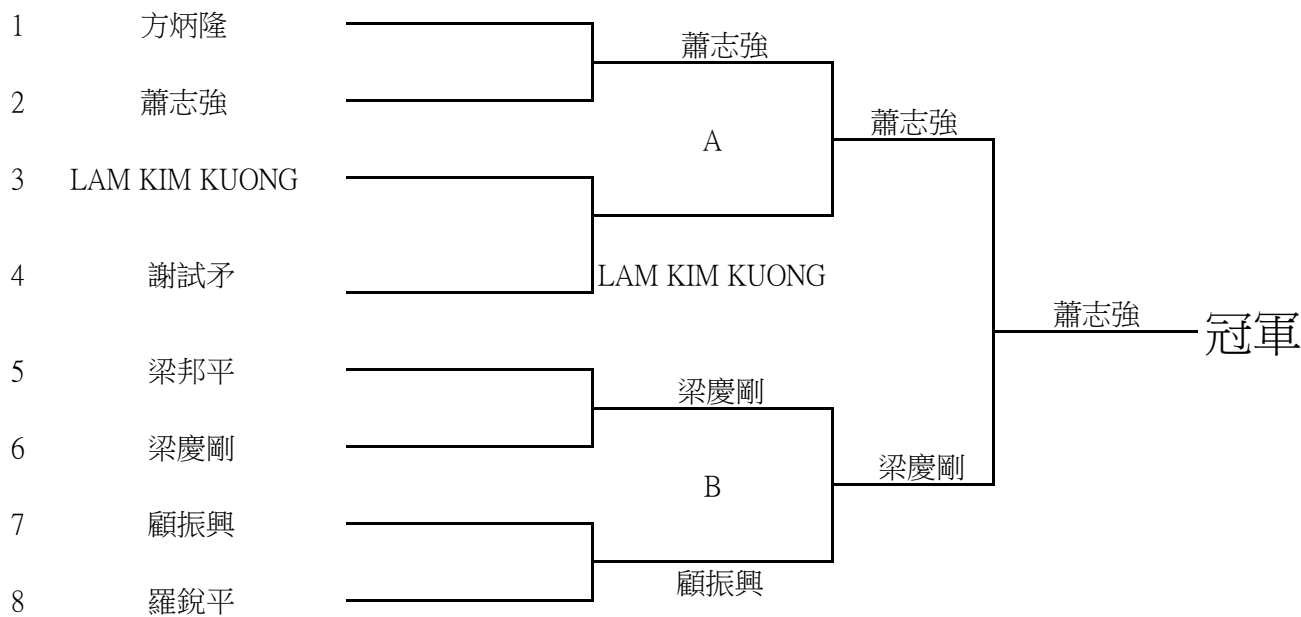 1 方炳隆
蕭志強
2 蕭志強
蕭志強
A
3 LAM KIM KUONG
4 謝試矛
LAM KIM KUONG
蕭志強
冠軍
5 梁邦平
梁慶剛
6 梁慶剛
梁慶剛
B
7 顧振興
顧振興
8 羅銳平